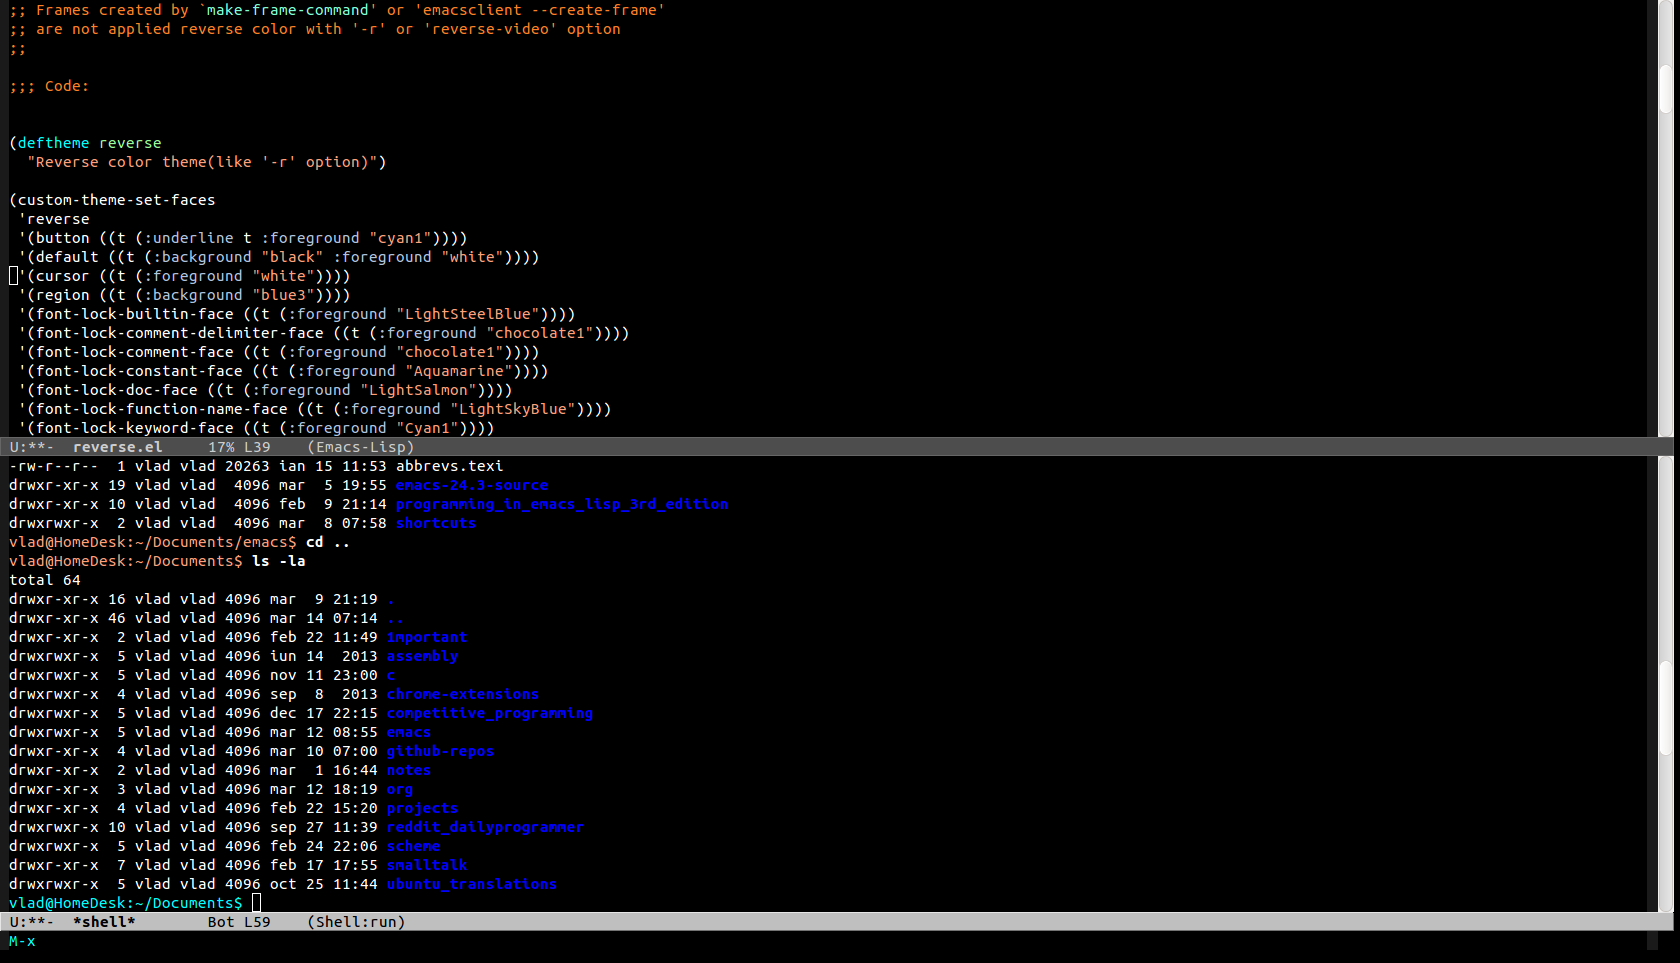 ;; Frames created by `make-frame-command' or 'emacsclient --create-frame'
;; are not applied reverse color with '-r' or 'reverse-video' option
;;
;;; Code:
(deftheme reverse
  "Reverse color theme(like '-r' option)")
(custom-theme-set-faces
 'reverse
 '(button ((t (:underline t :foreground "cyan1"))))
 '(default ((t (:background "black" :foreground "white"))))
 '(cursor ((t (:foreground "white"))))
 '(region ((t (:background "blue3"))))
 '(font-lock-builtin-face ((t (:foreground "LightSteelBlue"))))
 '(font-lock-comment-delimiter-face ((t (:foreground "chocolate1"))))
 '(font-lock-comment-face ((t (:foreground "chocolate1"))))
 '(font-lock-constant-face ((t (:foreground "Aquamarine"))))
 '(font-lock-doc-face ((t (:foreground "LightSalmon"))))
 '(font-lock-function-name-face ((t (:foreground "LightSkyBlue"))))
 '(font-lock-keyword-face ((t (:foreground "Cyan1"))))
U:**-  reverse.el     17% L39    (Emacs-Lisp)
-rw-r--r--  1 vlad vlad 20263 ian 15 11:53 abbrevs.texi
drwxr-xr-x 19 vlad vlad  4096 mar  5 19:55 emacs-24.3-source
drwxr-xr-x 10 vlad vlad  4096 feb  9 21:14 programming_in_emacs_lisp_3rd_edition
drwxrwxr-x  2 vlad vlad  4096 mar  8 07:58 shortcuts
vlad@HomeDesk:~/Documents/emacs$ cd ..
vlad@HomeDesk:~/Documents$ ls -la
total 64
drwxr-xr-x 16 vlad vlad 4096 mar  9 21:19 .
drwxr-xr-x 46 vlad vlad 4096 mar 14 07:14 ..
drwxr-xr-x  2 vlad vlad 4096 feb 22 11:49 1mportant
drwxrwxr-x  5 vlad vlad 4096 iun 14  2013 assembly
drwxrwxr-x  5 vlad vlad 4096 nov 11 23:00 c
drwxrwxr-x  4 vlad vlad 4096 sep  8  2013 chrome-extensions
drwxrwxr-x  5 vlad vlad 4096 dec 17 22:15 competitive_programming
drwxrwxr-x  5 vlad vlad 4096 mar 12 08:55 emacs
drwxrwxr-x  4 vlad vlad 4096 mar 10 07:00 github-repos
drwxrwxr-x  2 vlad vlad 4096 mar  1 16:44 notes
drwxr-xr-x  3 vlad vlad 4096 mar 12 18:19 org
drwxrwxr-x  4 vlad vlad 4096 feb 22 15:20 projects
drwxrwxr-x 10 vlad vlad 4096 sep 27 11:39 reddit_dailyprogrammer
drwxrwxr-x  5 vlad vlad 4096 feb 24 22:06 scheme
drwxr-xr-x  7 vlad vlad 4096 feb 17 17:55 smalltalk
drwxrwxr-x  5 vlad vlad 4096 oct 25 11:44 ubuntu_translations
vlad@HomeDesk:~/Documents$
U:**-  *shell*        Bot L59    (Shell:run)
M-x